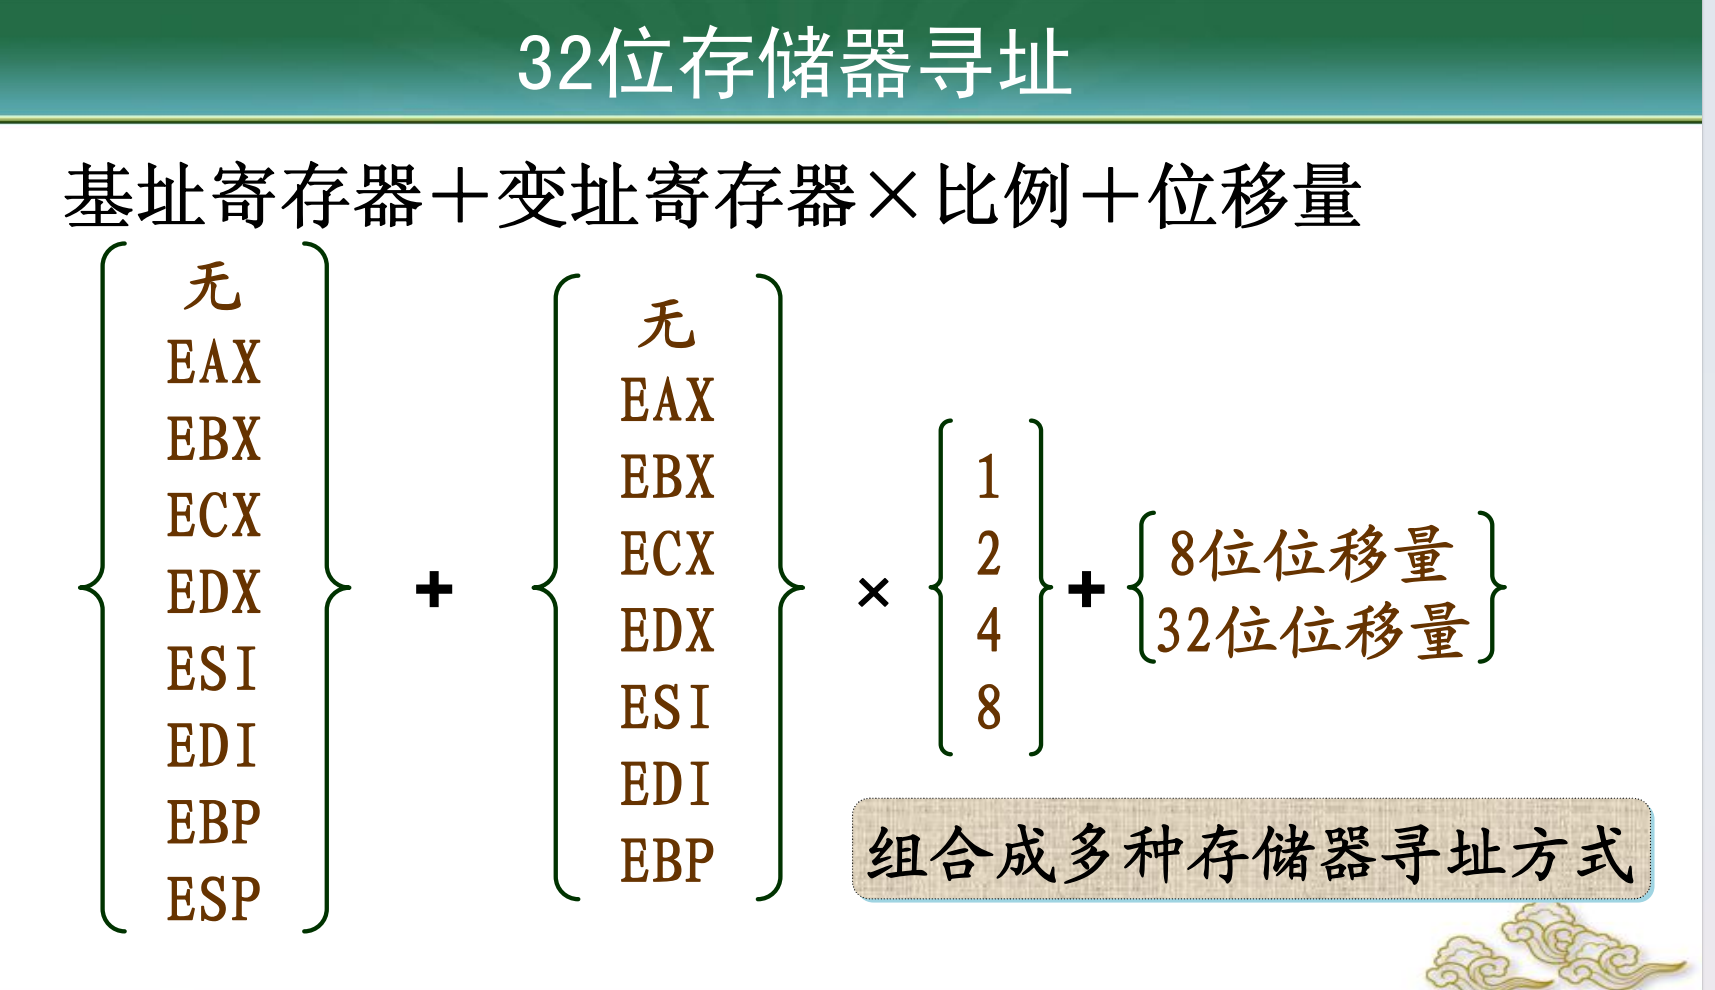 32位存储器寻址
基址寄存器＋变址寄存器×比例＋位移量
无
EAX
EBX
ECX
EDX
ESI
EDI
EBP
ESP
+
无
EAX
EBX
ECX
EDX
ESI
EDI
EBP
×
1
2
4
8
+
8位位移量
32位位移量
组合成多种存储器寻址方式